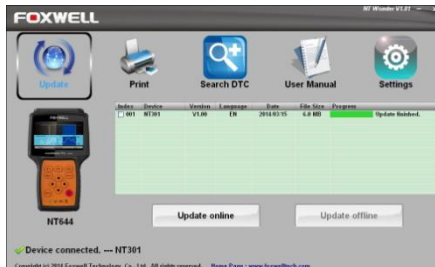 NT Wonder V1.21
FOXWELL
Update Print Search DTC User Manual Settings
Index Device Version Language Date File Size Progress
001 NT301 V1.00 EN 2014/03/15 6.0 MB Update finished.
FOXWELL
NT644
Update online Update offline
Device connected. --- NT301
Copyright (c) 2014 Foxwell Technology Co., Ltd. All rights reserved. Home Page : www.foxwelltech.com